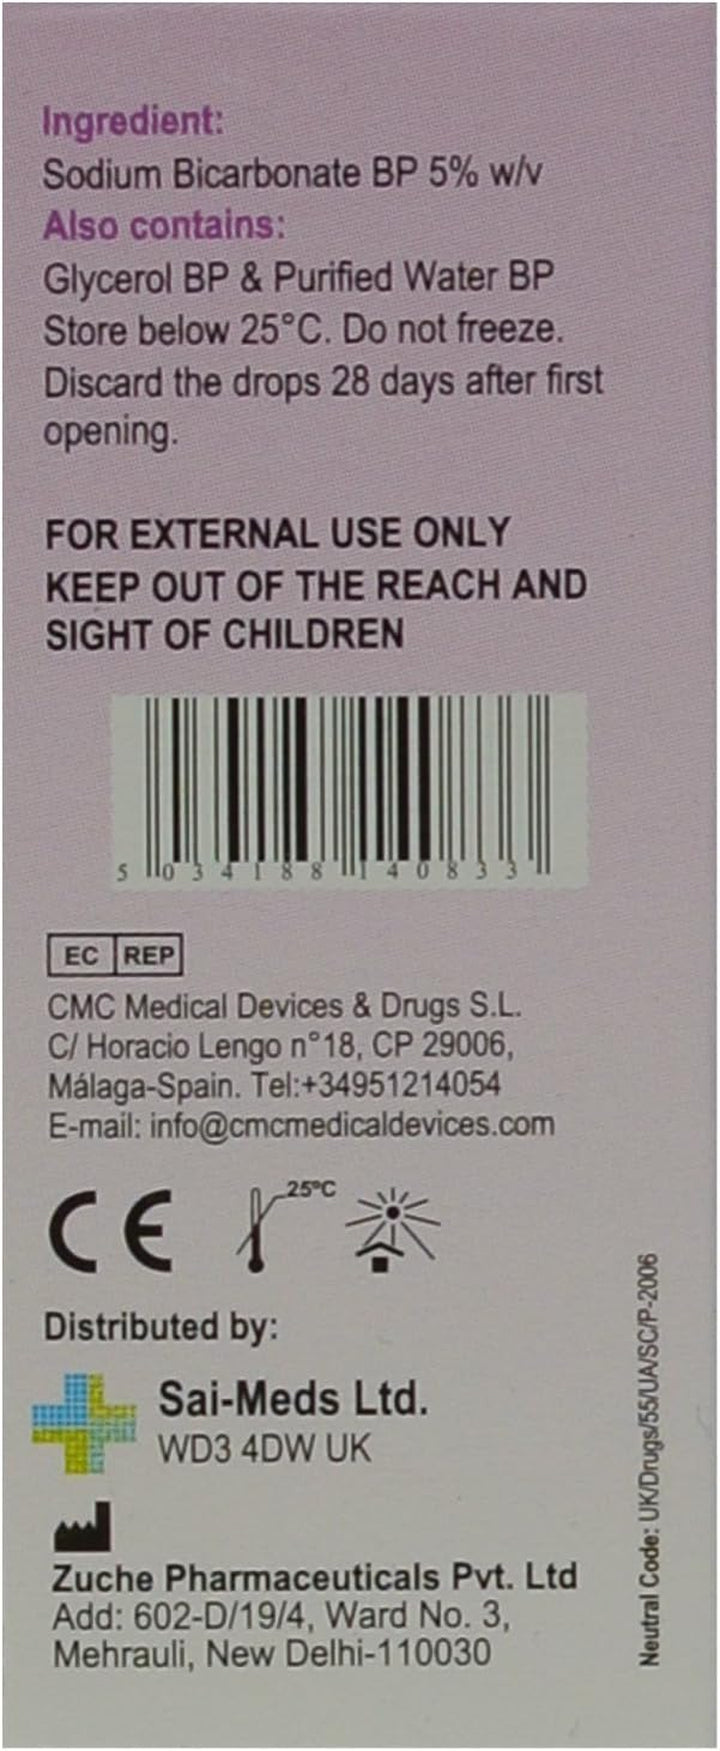 Ingredient:
Sodium Bicarbonate BP 5% w/v
Also contains:
Glycerol BP & Purified Water BP
Store below 25°C. Do not freeze.
Discard the drops 28 days after first
opening.
FOR EXTERNAL USE ONLY
KEEP OUT OF THE REACH AND
SIGHT OF CHILDREN
5 034188 140833
EC REP
CMC Medical Devices & Drugs S.L.
C/ Horacio Lengo n°18, CP 29006,
Málaga-Spain. Tel:+34951214054
E-mail: info@cmcmedicaldevices.com
CE 25°C
Distributed by:
Sai-Meds Ltd.
WD3 4DW UK
Zuche Pharmaceuticals Pvt. Ltd
Add: 602-D/19/4, Ward No. 3,
Mehrauli, New Delhi-110030
Neutral Code: UK/Drugs/55/UA/SC/P-2006